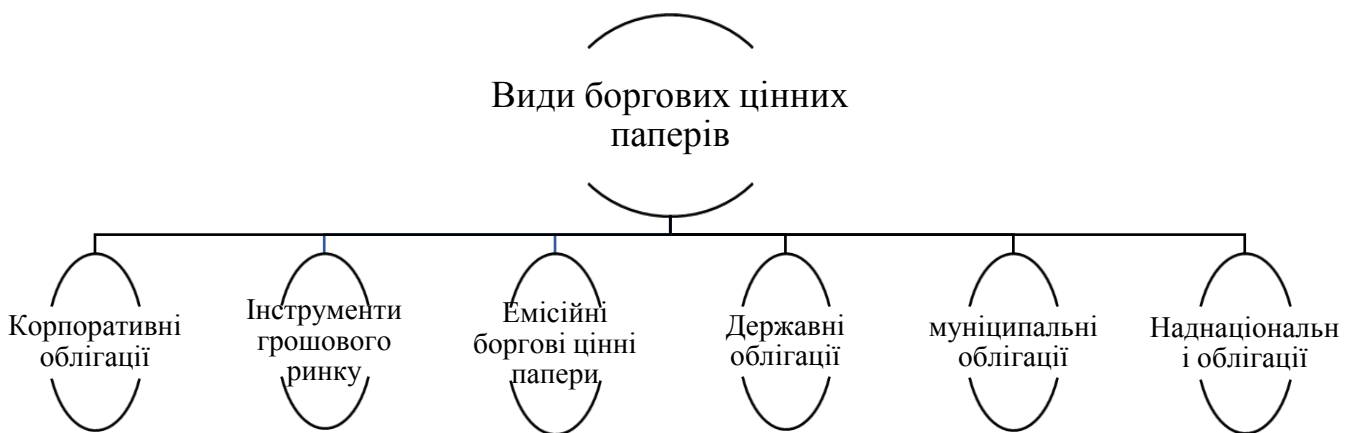 Види боргових цінних
паперів
Корпоративні
облігації
Інструменти
грошового
ринку
Емісійні
боргові цінні
папери
Державні
облігації
муніципальні
облігації
Наднаціональн
і облігації